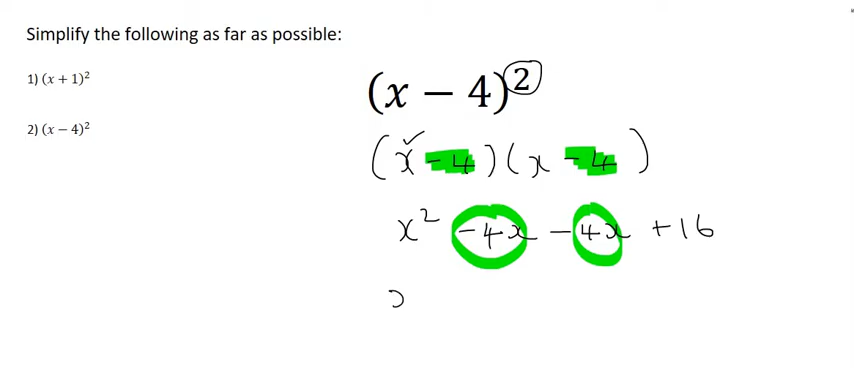 Simplify the following as far as possible:
1) (x + 1)²
(x − 4)²
2) (x − 4)²
(x − 4)(x − 4)
x² − 4x − 4x + 16